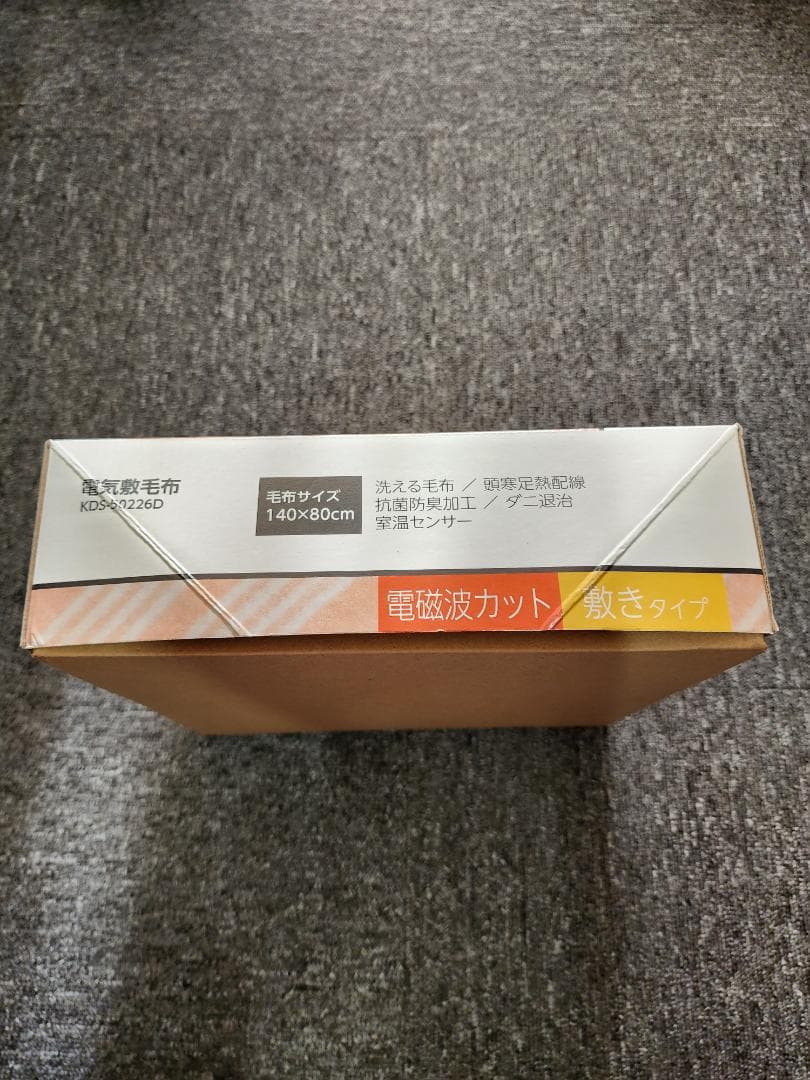 電気敷毛布
KDS-50226D
毛布サイズ
140×80cm
洗える毛布 ／ 頭寒足熱配線
抗菌防臭加工 ／ ダニ退治
室温センサー
電磁波カット
敷きタイプ